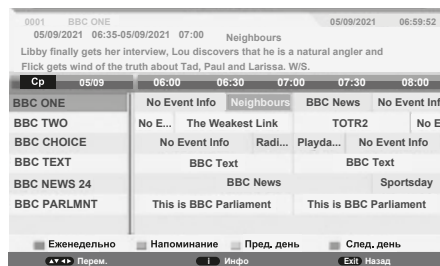 0001 BBC ONE 05/09/2021 06:59:52
05/09/2021 06:35-05/09/2021 07:00 Neighbours
Libby finally gets her interview, Lou discovers that he is a natural angler and
Flick gets wind of the truth about Tad, Paul and Larissa. W/S.
Ср 05/09 06:00 06:30 07:00 07:30 08:00
BBC ONE No Event Info Neighbours BBC News No Event Inf
BBC TWO No E... The Weakest Link TOTR2 No E
BBC CHOICE No Event Info Radi... Playda... No Event Info
BBC TEXT BBC Text BBC Text
BBC NEWS 24 BBC News Sportsday
BBC PARLMNT This is BBC Parliament This is BBC Parliament
Еженедельно Напоминание Пред. день След. день
▲▼◄► Перем. i Инфо Exit Назад